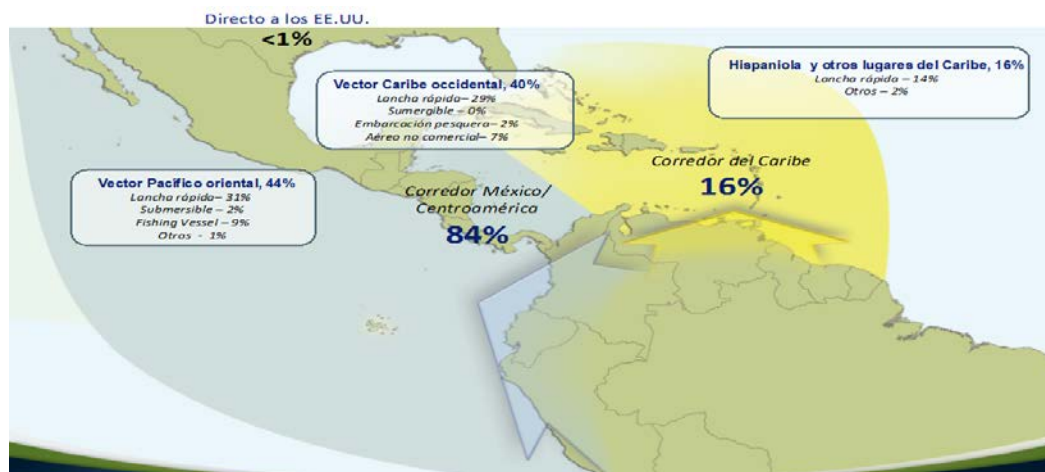 Directo a los EE.UU.
<1%
Vector Caribe occidental, 40%
Lancha rápida– 29%
Sumergible – 0%
Embarcación pesquera– 2%
Aéreo no comercial– 7%
Hispaniola y otros lugares del Caribe, 16%
Lancha rápida – 14%
Otros – 2%
Vector Pacífico oriental, 44%
Lancha rápida– 31%
Submersible – 2%
Fishing Vessel – 9%
Otros - 1%
Corredor México/
Centroamérica
84%
Corredor del Caribe
16%